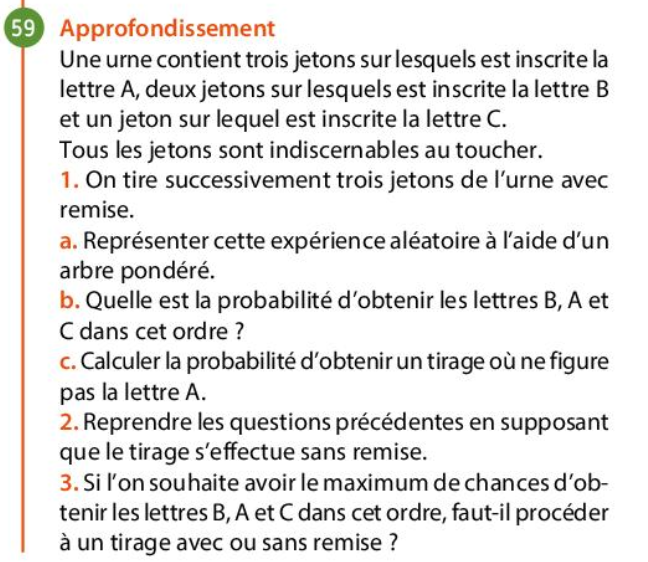 59 Approfondissement
Une urne contient trois jetons sur lesquels est inscrite la
lettre A, deux jetons sur lesquels est inscrite la lettre B
et un jeton sur lequel est inscrite la lettre C.
Tous les jetons sont indiscernables au toucher.
1. On tire successivement trois jetons de l'urne avec
remise.
a. Représenter cette expérience aléatoire à l'aide d'un
arbre pondéré.
b. Quelle est la probabilité d'obtenir les lettres B, A et
C dans cet ordre ?
c. Calculer la probabilité d'obtenir un tirage où ne figure
pas la lettre A.
2. Reprendre les questions précédentes en supposant
que le tirage s'effectue sans remise.
3. Si l'on souhaite avoir le maximum de chances d'ob-
tenir les lettres B, A et C dans cet ordre, faut-il procéder
à un tirage avec ou sans remise ?